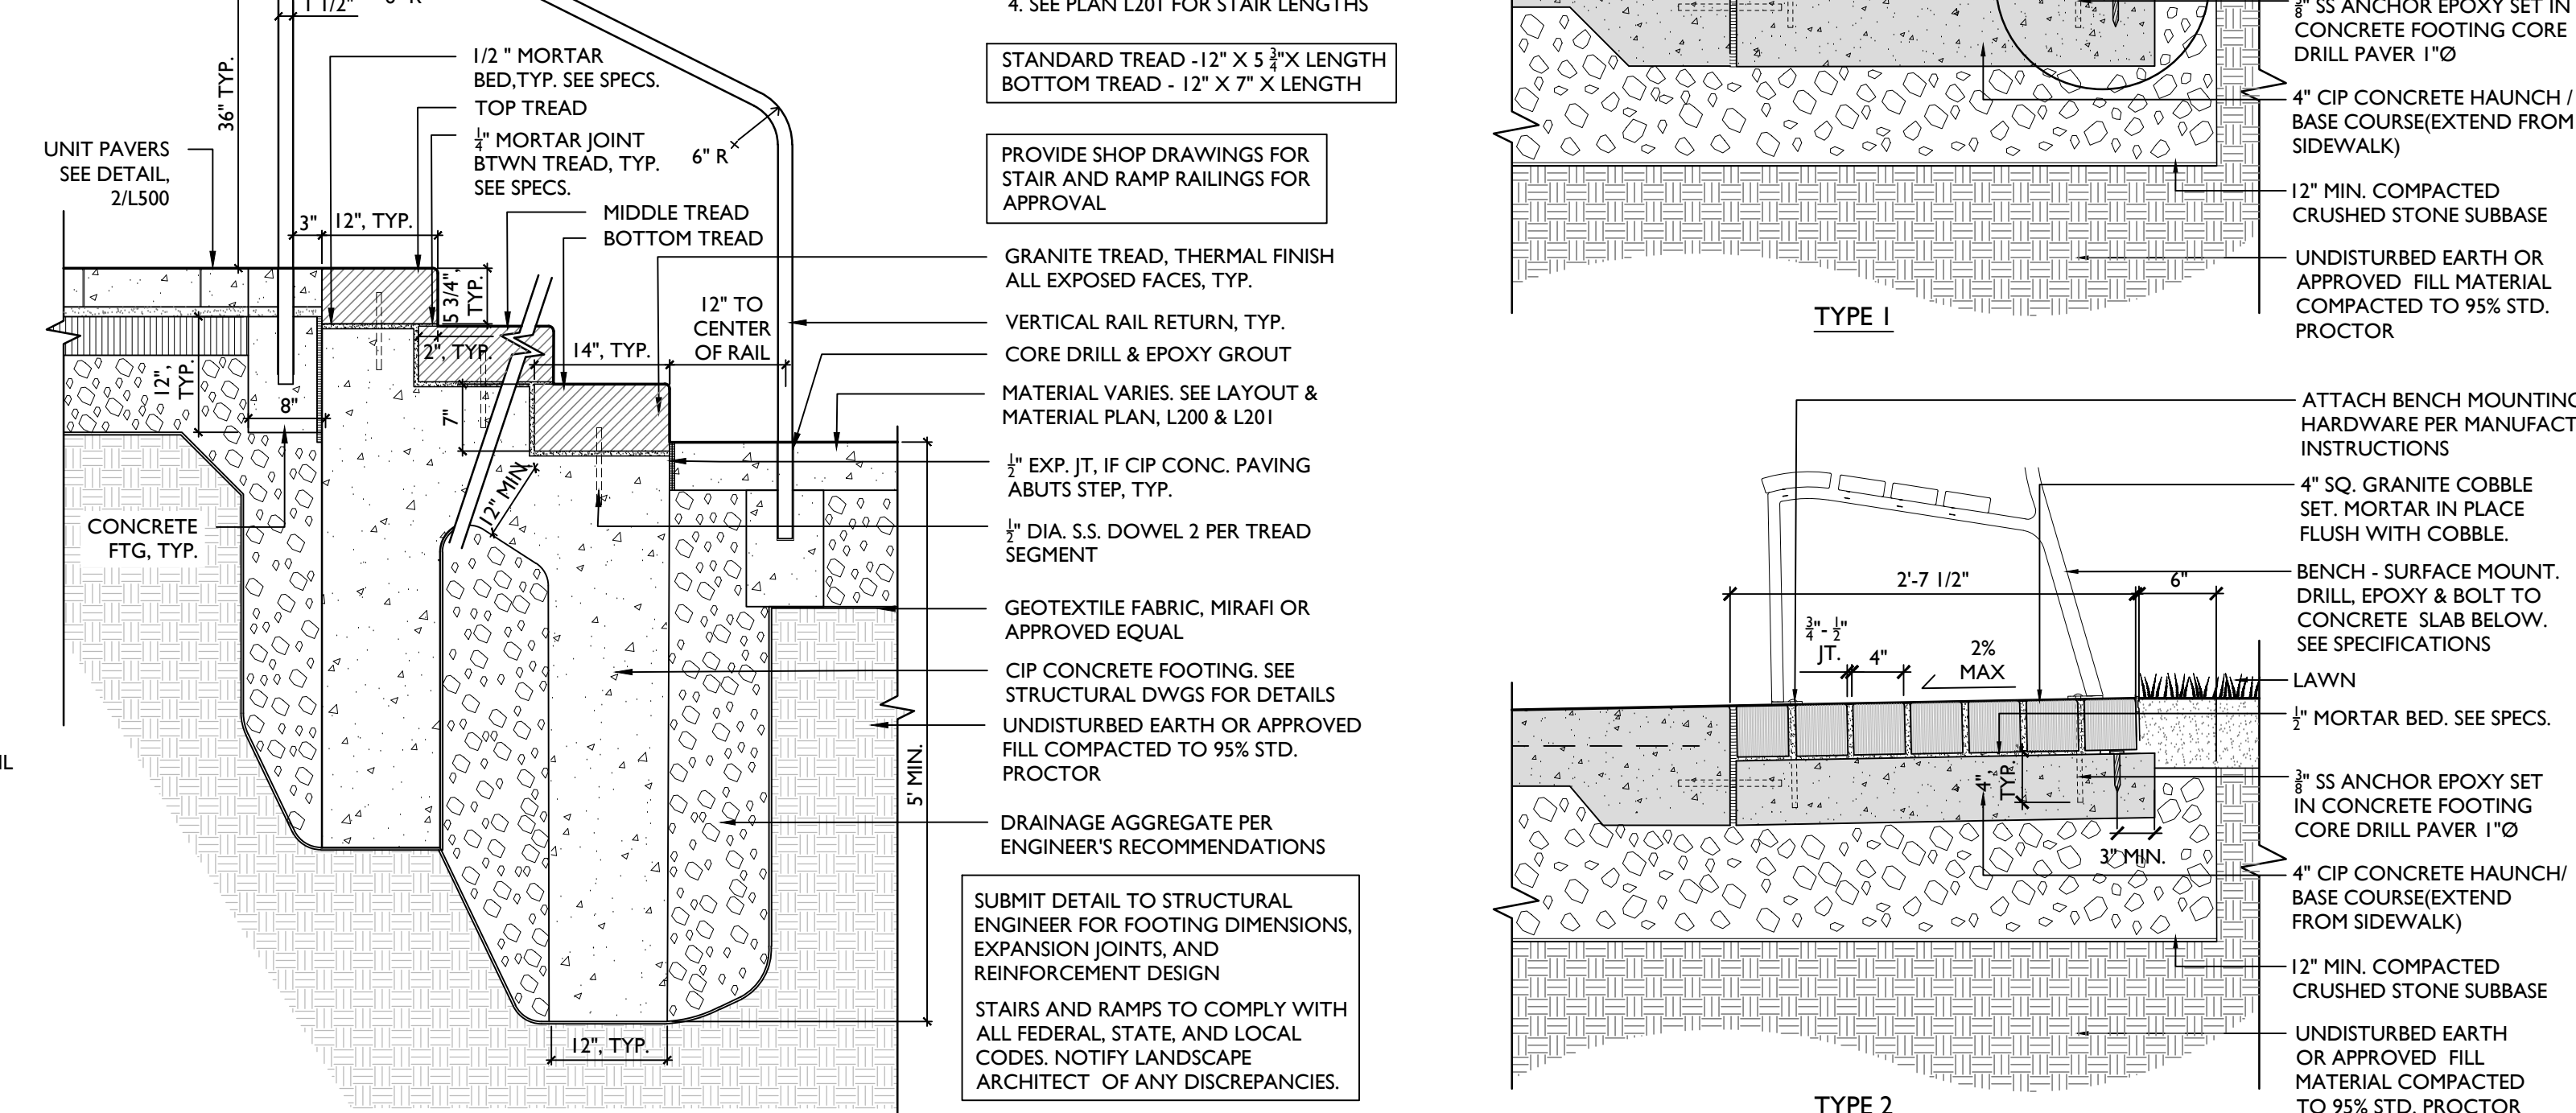 1 1/2"
6" R
36" TYP.
1/2 " MORTAR
BED,TYP. SEE SPECS.
TOP TREAD
1/4" MORTAR JOINT
BTWN TREAD, TYP.
SEE SPECS.
6" R
UNIT PAVERS
SEE DETAIL,
2/L500
3"
12", TYP.
MIDDLE TREAD
BOTTOM TREAD
5 3/4",
TYP.
2", TYP.
14", TYP.
12" TO
CENTER
OF RAIL
12",
TYP.
8"
7"
12" MIN.
CONCRETE
FTG, TYP.
12", TYP.
5' MIN.
IL
4. SEE PLAN L201 FOR STAIR LENGTHS
STANDARD TREAD -12" X 5 3/4"X LENGTH
BOTTOM TREAD - 12" X 7" X LENGTH
PROVIDE SHOP DRAWINGS FOR
STAIR AND RAMP RAILINGS FOR
APPROVAL
GRANITE TREAD, THERMAL FINISH
ALL EXPOSED FACES, TYP.
VERTICAL RAIL RETURN, TYP.
CORE DRILL & EPOXY GROUT
MATERIAL VARIES. SEE LAYOUT &
MATERIAL PLAN, L200 & L201
1/2" EXP. JT, IF CIP CONC. PAVING
ABUTS STEP, TYP.
1/2" DIA. S.S. DOWEL 2 PER TREAD
SEGMENT
GEOTEXTILE FABRIC, MIRAFI OR
APPROVED EQUAL
CIP CONCRETE FOOTING. SEE
STRUCTURAL DWGS FOR DETAILS
UNDISTURBED EARTH OR APPROVED
FILL COMPACTED TO 95% STD.
PROCTOR
DRAINAGE AGGREGATE PER
ENGINEER'S RECOMMENDATIONS
SUBMIT DETAIL TO STRUCTURAL
ENGINEER FOR FOOTING DIMENSIONS,
EXPANSION JOINTS, AND
REINFORCEMENT DESIGN
STAIRS AND RAMPS TO COMPLY WITH
ALL FEDERAL, STATE, AND LOCAL
CODES. NOTIFY LANDSCAPE
ARCHITECT OF ANY DISCREPANCIES.
3/8" SS ANCHOR EPOXY SET IN
CONCRETE FOOTING CORE
DRILL PAVER 1"Ø
4" CIP CONCRETE HAUNCH /
BASE COURSE(EXTEND FROM
SIDEWALK)
12" MIN. COMPACTED
CRUSHED STONE SUBBASE
UNDISTURBED EARTH OR
APPROVED FILL MATERIAL
COMPACTED TO 95% STD.
PROCTOR
TYPE 1
ATTACH BENCH MOUNTING
HARDWARE PER MANUFACT
INSTRUCTIONS
4" SQ. GRANITE COBBLE
SET. MORTAR IN PLACE
FLUSH WITH COBBLE.
BENCH - SURFACE MOUNT.
DRILL, EPOXY & BOLT TO
CONCRETE SLAB BELOW.
SEE SPECIFICATIONS
LAWN
1/2" MORTAR BED. SEE SPECS.
3/8" SS ANCHOR EPOXY SET
IN CONCRETE FOOTING
CORE DRILL PAVER 1"Ø
4" CIP CONCRETE HAUNCH/
BASE COURSE(EXTEND
FROM SIDEWALK)
12" MIN. COMPACTED
CRUSHED STONE SUBBASE
UNDISTURBED EARTH
OR APPROVED FILL
MATERIAL COMPACTED
TO 95% STD. PROCTOR
2'-7 1/2"
6"
3/4"- 1/2"
JT.
4"
2%
MAX
4",
TYP.
3" MIN.
TYPE 2